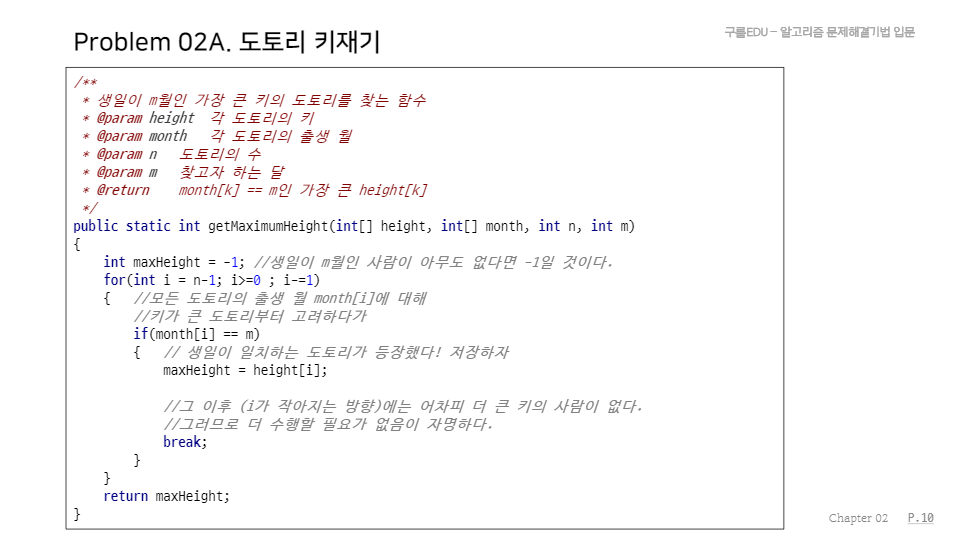 Problem 02A. 도토리 키재기
구름EDU – 알고리즘 문제해결기법 입문
/**
* 생일이 m월인 가장 큰 키의 도토리를 찾는 함수
* @param height 각 도토리의 키
* @param month 각 도토리의 출생 월
* @param n 도토리의 수
* @param m 찾고자 하는 달
* @return month[k] == m인 가장 큰 height[k]
*/
public static int getMaximumHeight(int[] height, int[] month, int n, int m)
{
int maxHeight = -1; //생일이 m월인 사람이 아무도 없다면 -1일 것이다.
for(int i = n-1; i>=0 ; i-=1)
{ //모든 도토리의 출생 월 month[i]에 대해
//키가 큰 도토리부터 고려하다가
if(month[i] == m)
{ // 생일이 일치하는 도토리가 등장했다! 저장하자
maxHeight = height[i];
//그 이후 (i가 작아지는 방향)에는 어차피 더 큰 키의 사람이 없다.
//그러므로 더 수행할 필요가 없음이 자명하다.
break;
}
}
return maxHeight;
}
Chapter 02 P.10